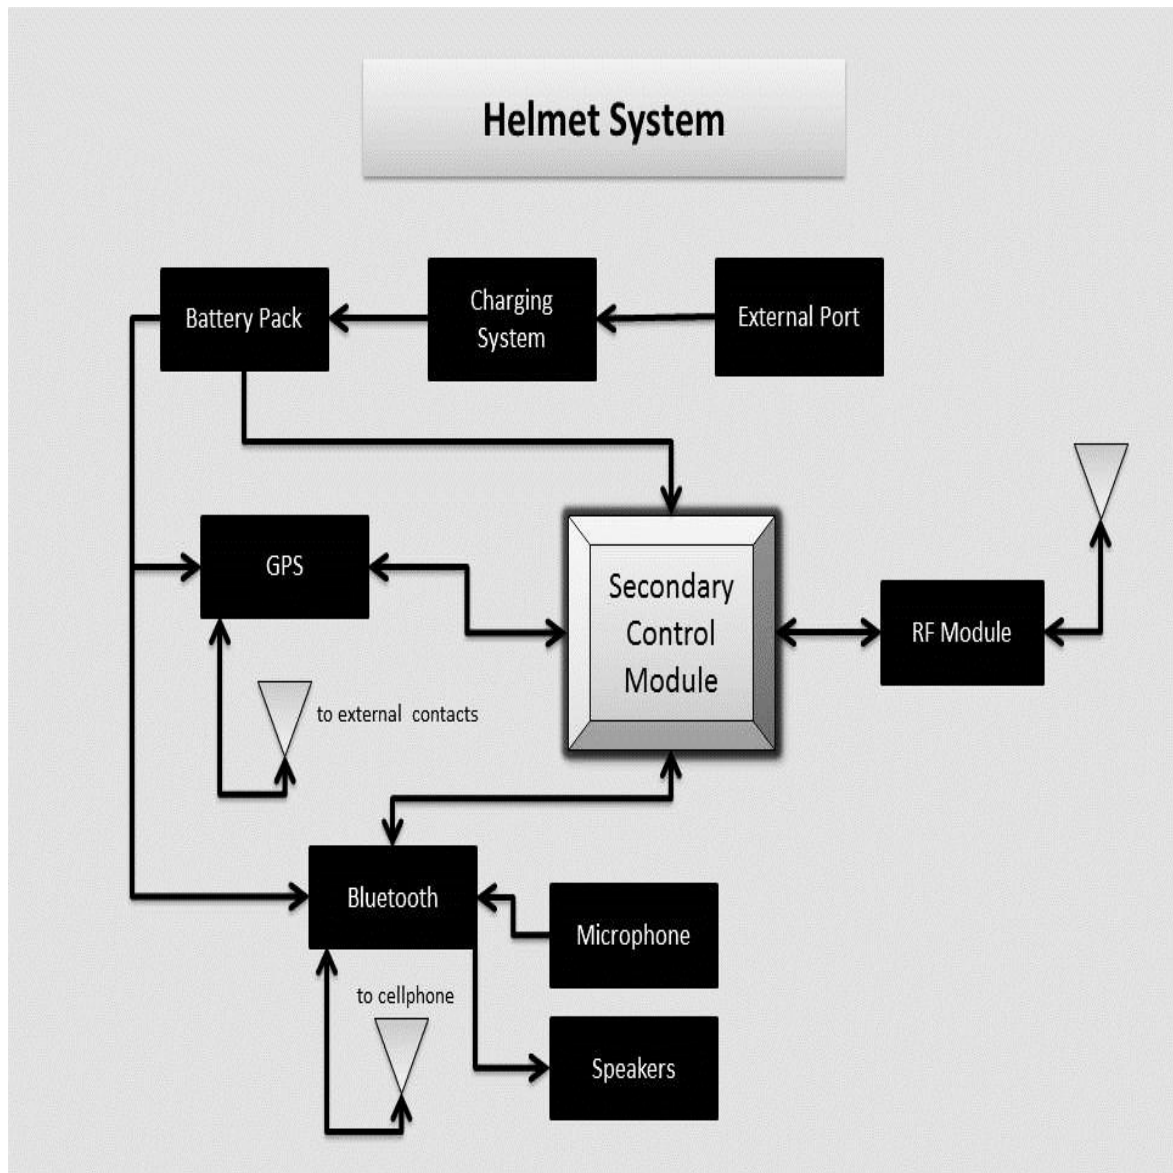 Helmet System
Battery Pack
Charging
System
External Port
GPS
Secondary
Control
Module
RF Module
to external contacts
Bluetooth
Microphone
to cellphone
Speakers